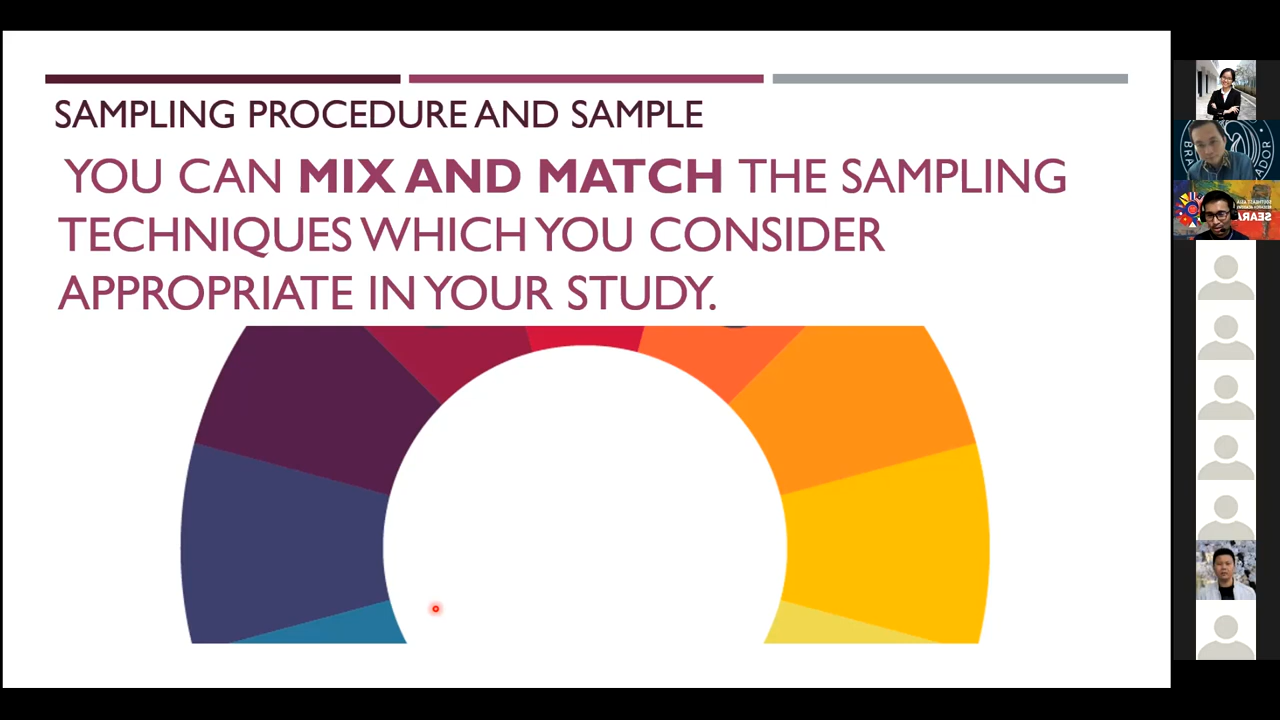 SAMPLING PROCEDURE AND SAMPLE
YOU CAN MIX AND MATCH THE SAMPLING
TECHNIQUES WHICH YOU CONSIDER
APPROPRIATE IN YOUR STUDY.